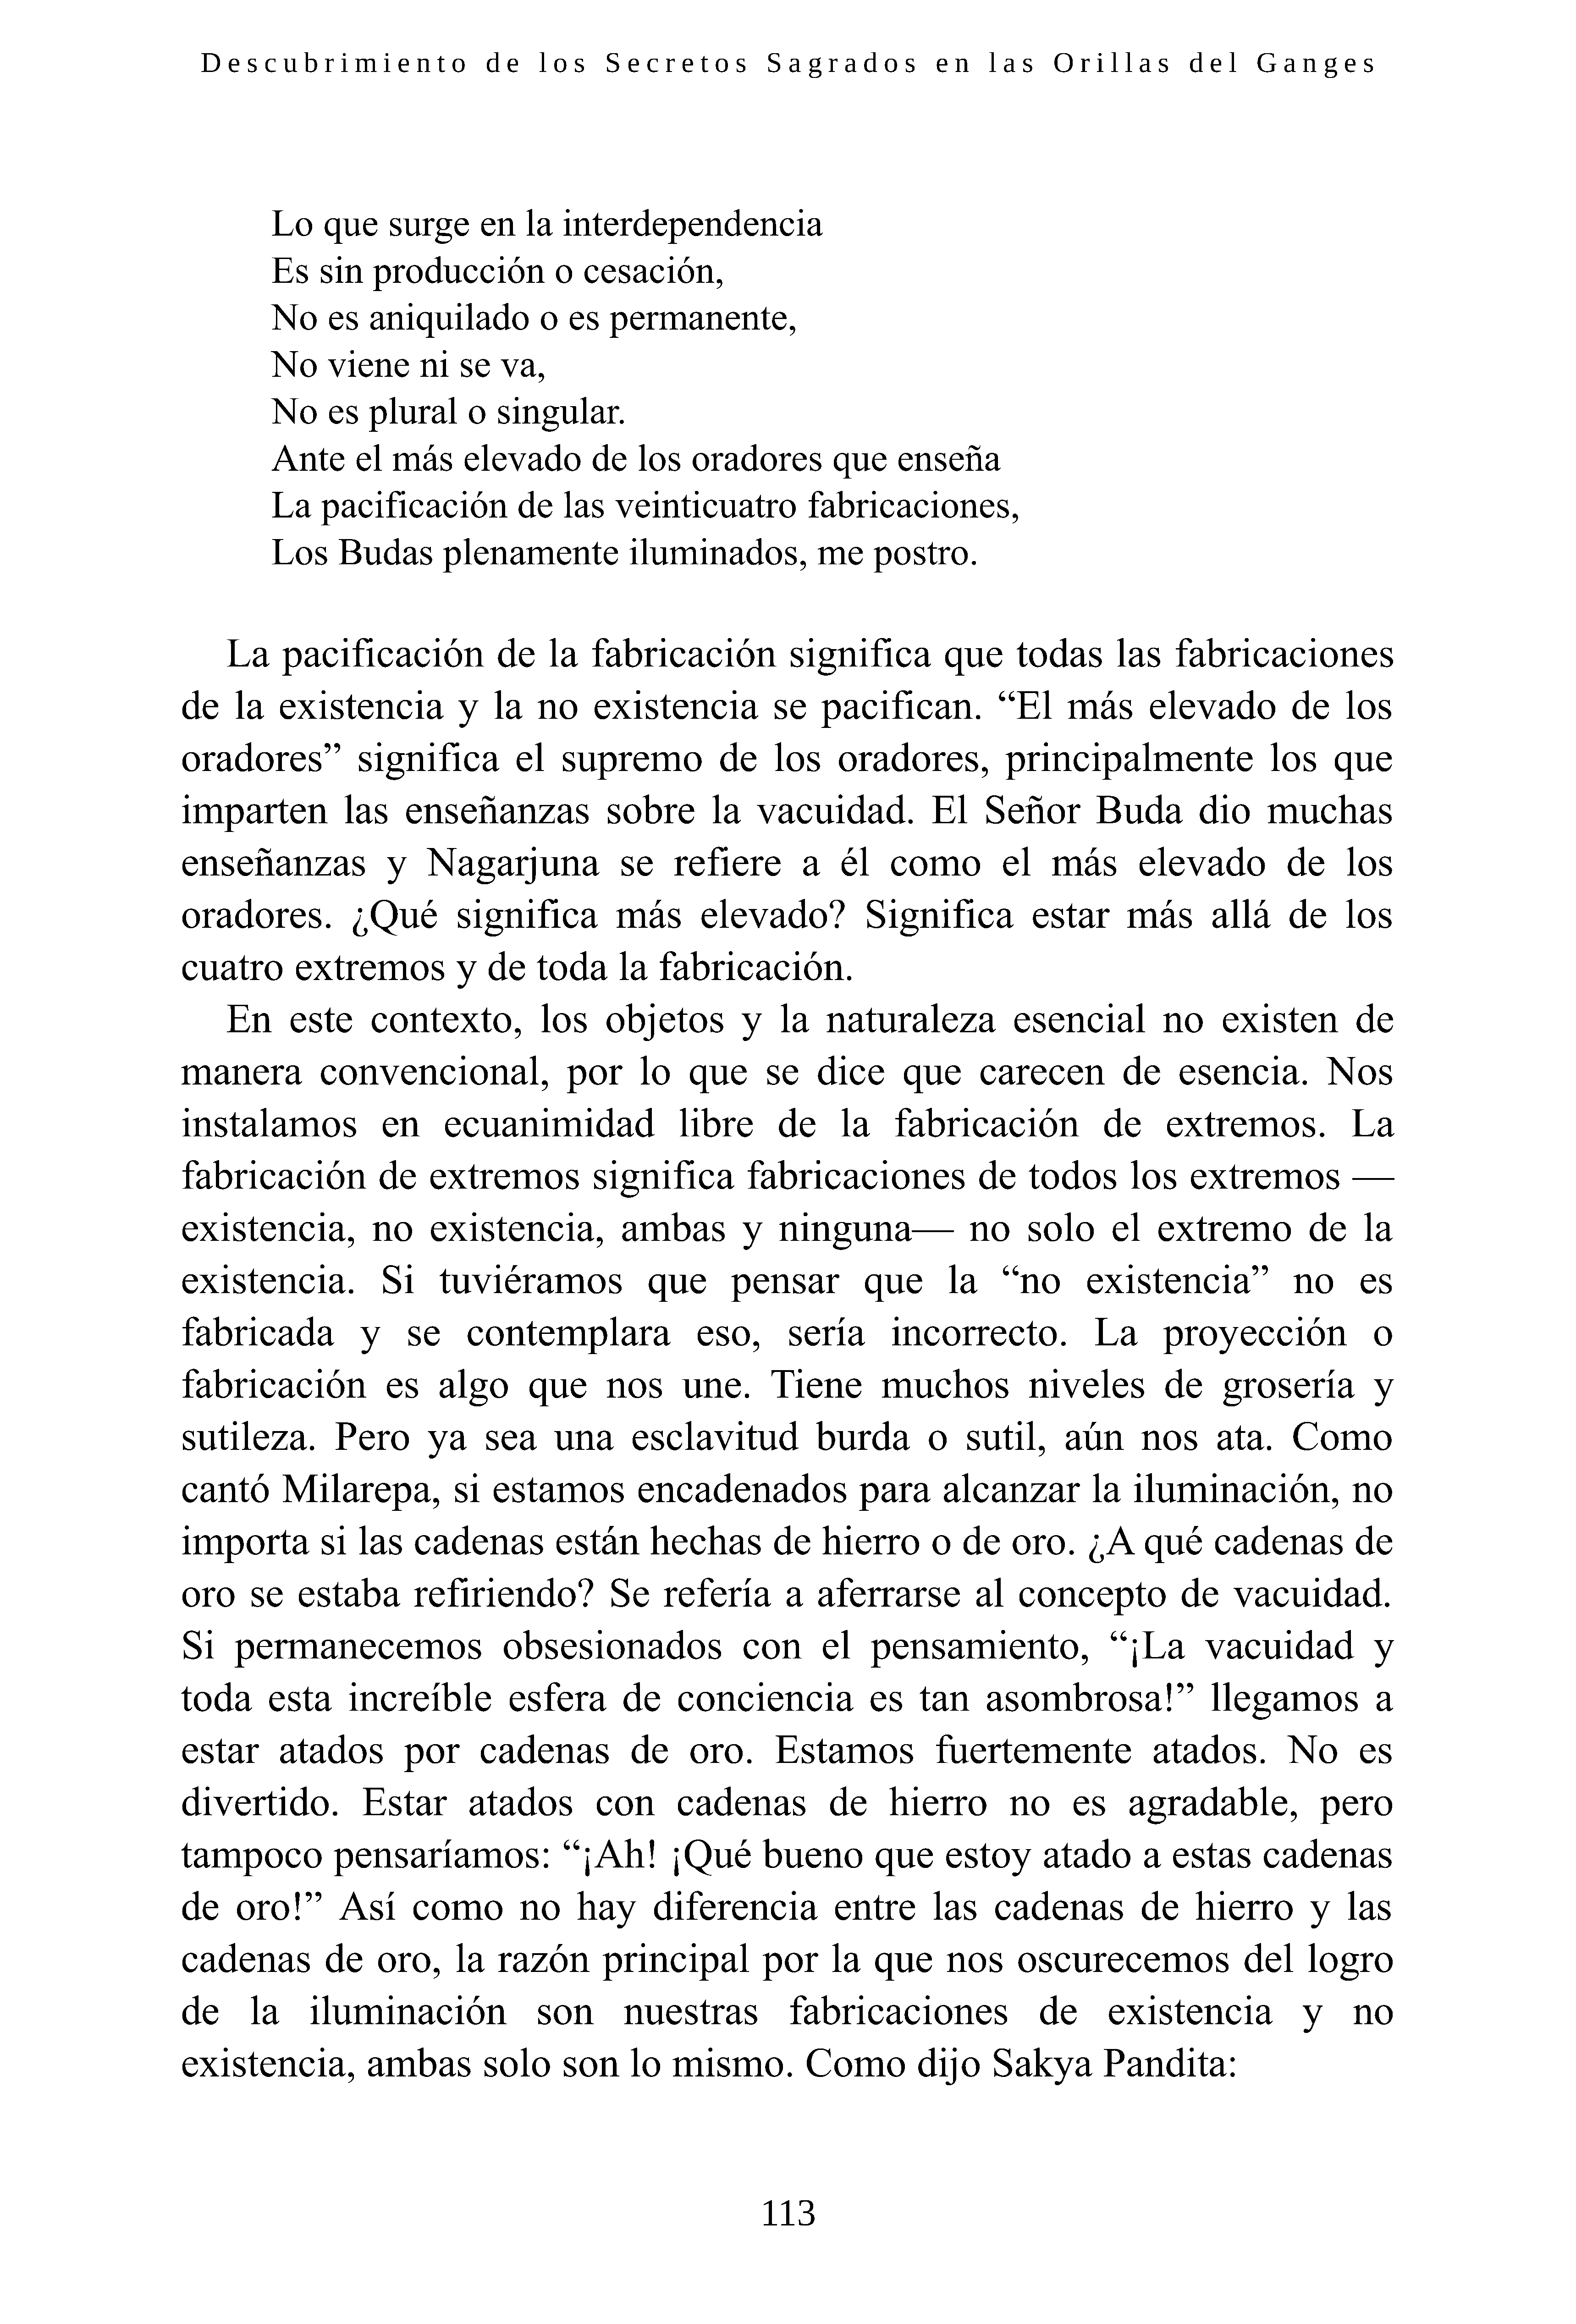 Descubrimiento de los Secretos Sagrados en las Orillas del Ganges
Lo que surge en la interdependencia
Es sin producción o cesación,
No es aniquilado o es permanente,
No viene ni se va,
No es plural o singular.
Ante el más elevado de los oradores que enseña
La pacificación de las veinticuatro fabricaciones,
Los Budas plenamente iluminados, me postro.
La pacificación de la fabricación significa que todas las fabricaciones
de la existencia y la no existencia se pacifican. “El más elevado de los
oradores” significa el supremo de los oradores, principalmente los que
imparten las enseñanzas sobre la vacuidad. El Señor Buda dio muchas
enseñanzas y Nagarjuna se refiere a él como el más elevado de los
oradores. ¿Qué significa más elevado? Significa estar más allá de los
cuatro extremos y de toda la fabricación.
En este contexto, los objetos y la naturaleza esencial no existen de
manera convencional, por lo que se dice que carecen de esencia. Nos
instalamos en ecuanimidad libre de la fabricación de extremos. La
fabricación de extremos significa fabricaciones de todos los extremos —
existencia, no existencia, ambas y ninguna— no solo el extremo de la
existencia. Si tuviéramos que pensar que la “no existencia” no es
fabricada y se contemplara eso, sería incorrecto. La proyección o
fabricación es algo que nos une. Tiene muchos niveles de grosería y
sutileza. Pero ya sea una esclavitud burda o sutil, aún nos ata. Como
cantó Milarepa, si estamos encadenados para alcanzar la iluminación, no
importa si las cadenas están hechas de hierro o de oro. ¿A qué cadenas de
oro se estaba refiriendo? Se refería a aferrarse al concepto de vacuidad.
Si permanecemos obsesionados con el pensamiento, “¡La vacuidad y
toda esta increíble esfera de conciencia es tan asombrosa!” llegamos a
estar atados por cadenas de oro. Estamos fuertemente atados. No es
divertido. Estar atados con cadenas de hierro no es agradable, pero
tampoco pensaríamos: “¡Ah! ¡Qué bueno que estoy atado a estas cadenas
de oro!” Así como no hay diferencia entre las cadenas de hierro y las
cadenas de oro, la razón principal por la que nos oscurecemos del logro
de la iluminación son nuestras fabricaciones de existencia y no
existencia, ambas solo son lo mismo. Como dijo Sakya Pandita:
113